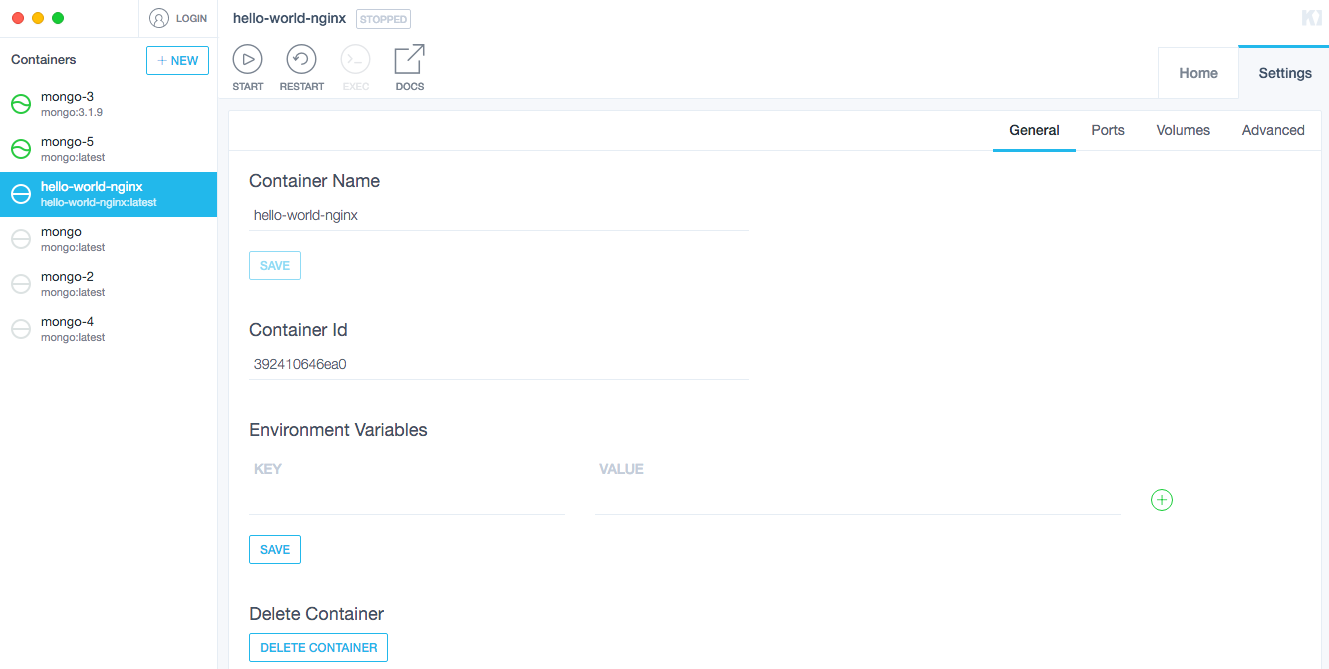 LOGIN
Containers
+ NEW
mongo-3
mongo:3.1.9
mongo-5
mongo:latest
hello-world-nginx
hello-world-nginx:latest
mongo
mongo:latest
mongo-2
mongo:latest
mongo-4
mongo:latest
hello-world-nginx STOPPED
START RESTART EXEC DOCS
Home Settings
General Ports Volumes Advanced
Container Name
hello-world-nginx
SAVE
Container Id
392410646ea0
Environment Variables
KEY VALUE
SAVE
Delete Container
DELETE CONTAINER